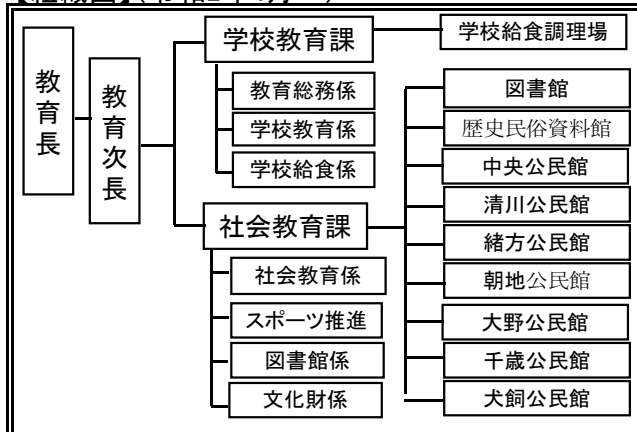 教育長
教育次長
学校教育課
学校給食調理場
教育総務係
学校教育係
学校給食係
社会教育課
社会教育係
スポーツ推進
図書館係
文化財係
図書館
歴史民俗資料館
中央公民館
清川公民館
緒方公民館
朝地公民館
大野公民館
千歳公民館
犬飼公民館